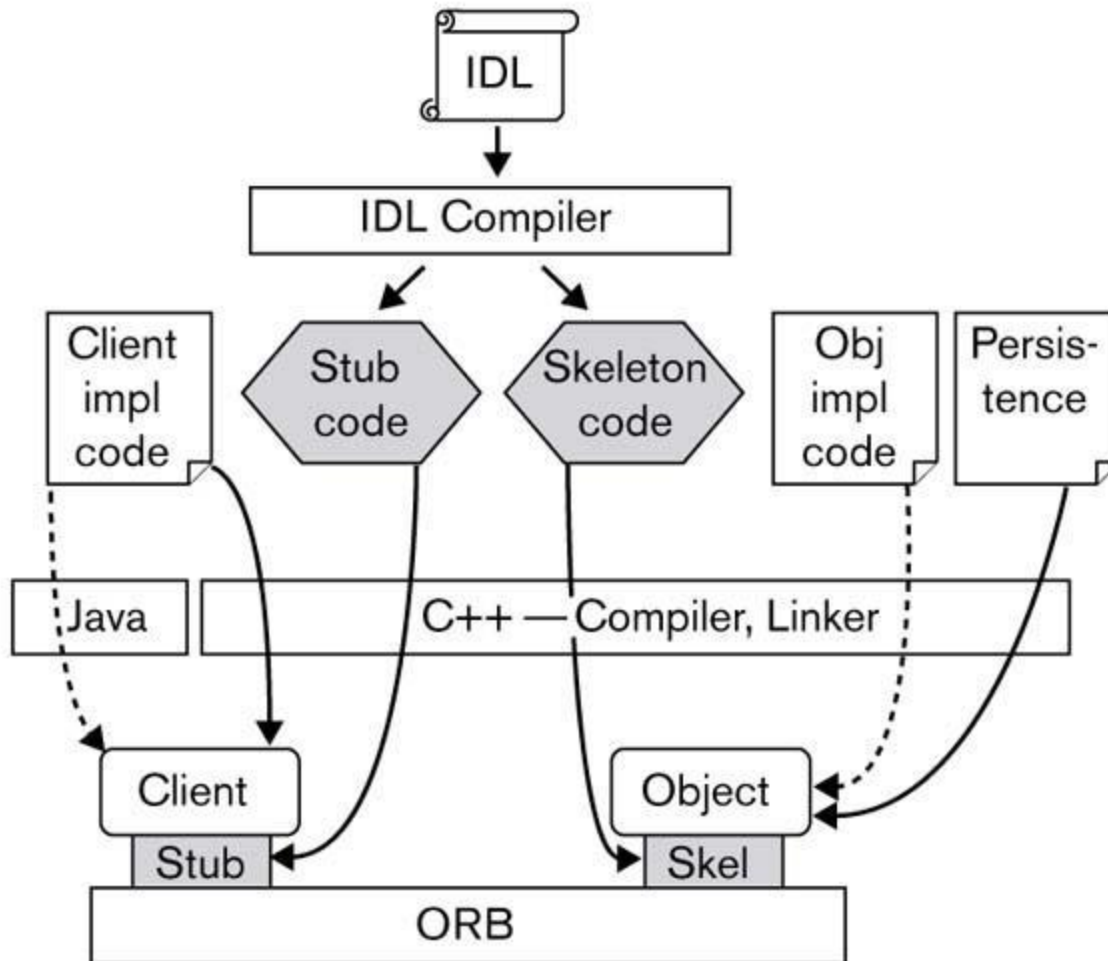 IDL
IDL Compiler
Client
impl
code
Stub
code
Skeleton
code
Obj
impl
code
Persis-
tence
Java
C++ — Compiler, Linker
Client
Object
Stub
Skel
ORB